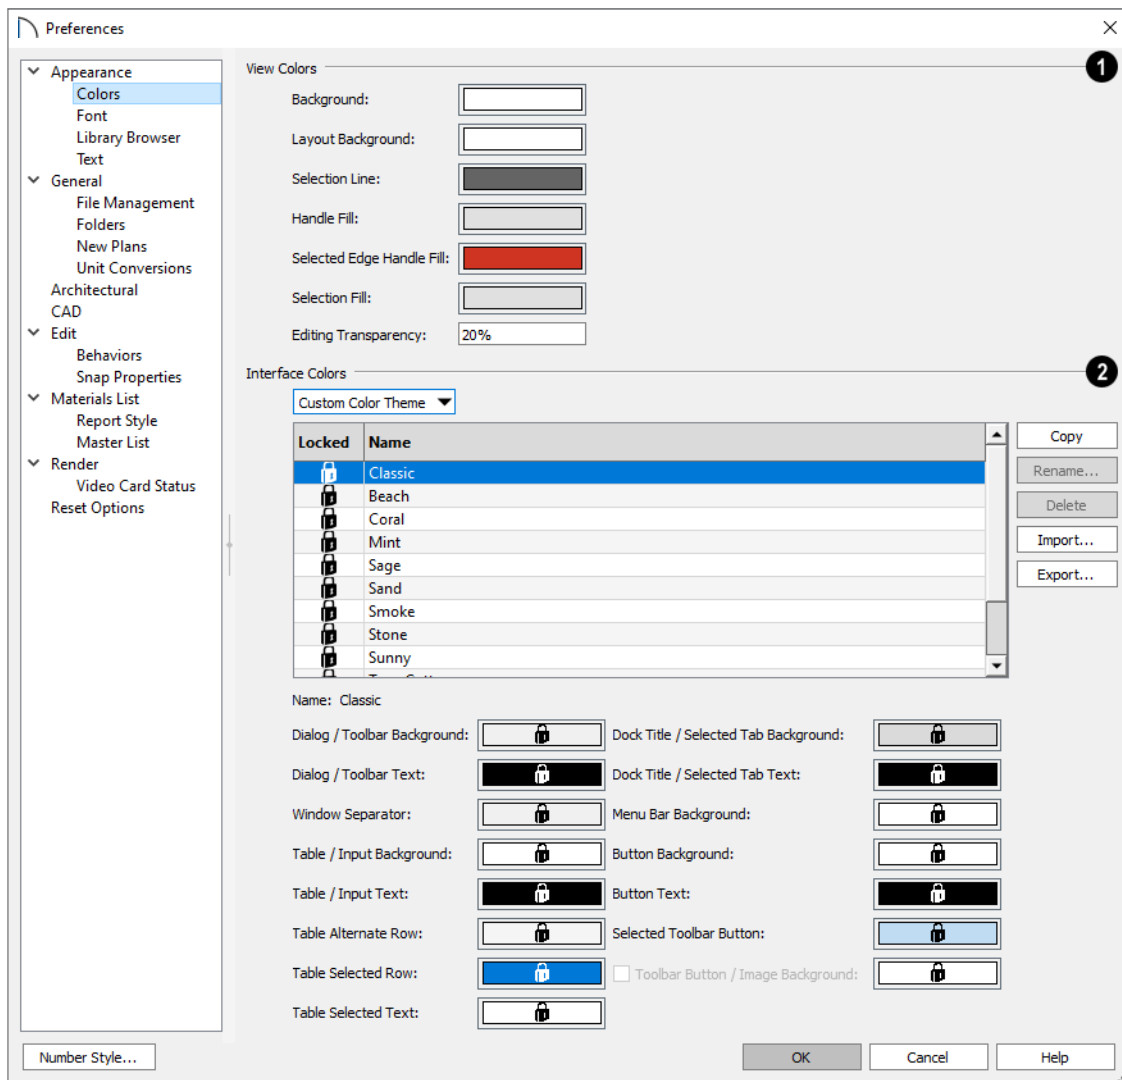 Preferences
Appearance
Colors
Font
Library Browser
Text
General
File Management
Folders
New Plans
Unit Conversions
Architectural
CAD
Edit
Behaviors
Snap Properties
Materials List
Report Style
Master List
Render
Video Card Status
Reset Options
View Colors
1
Background:
Layout Background:
Selection Line:
Handle Fill:
Selected Edge Handle Fill:
Selection Fill:
Editing Transparency: 20%
Interface Colors
2
Custom Color Theme
Locked Name
Classic
Beach
Coral
Mint
Sage
Sand
Smoke
Stone
Sunny
Copy
Rename...
Delete
Import...
Export...
Name: Classic
Dialog / Toolbar Background: Dock Title / Selected Tab Background:
Dialog / Toolbar Text: Dock Title / Selected Tab Text:
Window Separator: Menu Bar Background:
Table / Input Background: Button Background:
Table / Input Text: Button Text:
Table Alternate Row: Selected Toolbar Button:
Table Selected Row: Toolbar Button / Image Background:
Table Selected Text:
Number Style... OK Cancel Help